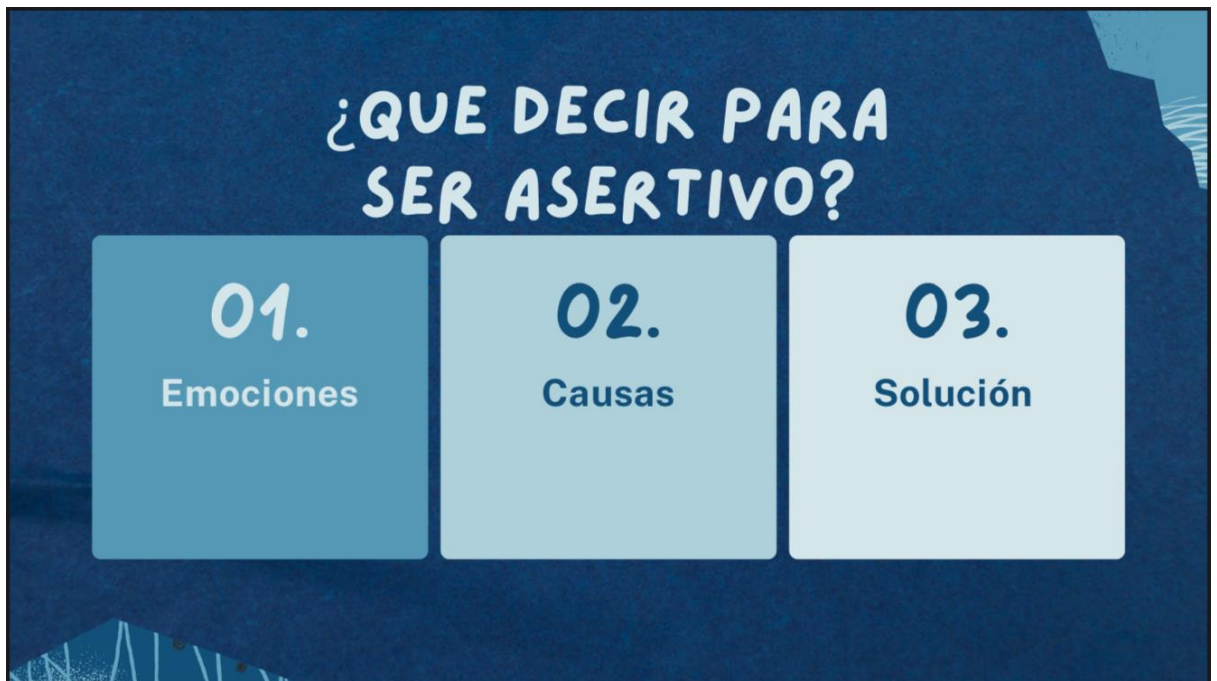 ¿QUE DECIR PARA
SER ASERTIVO?
01.
Emociones
02.
Causas
03.
Solución